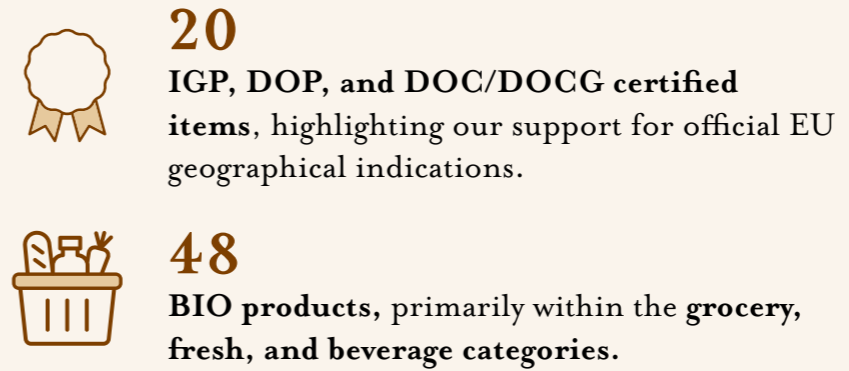 20
IGP, DOP, and DOC/DOCG certified
items, highlighting our support for official EU
geographical indications.
48
BIO products, primarily within the grocery,
fresh, and beverage categories.